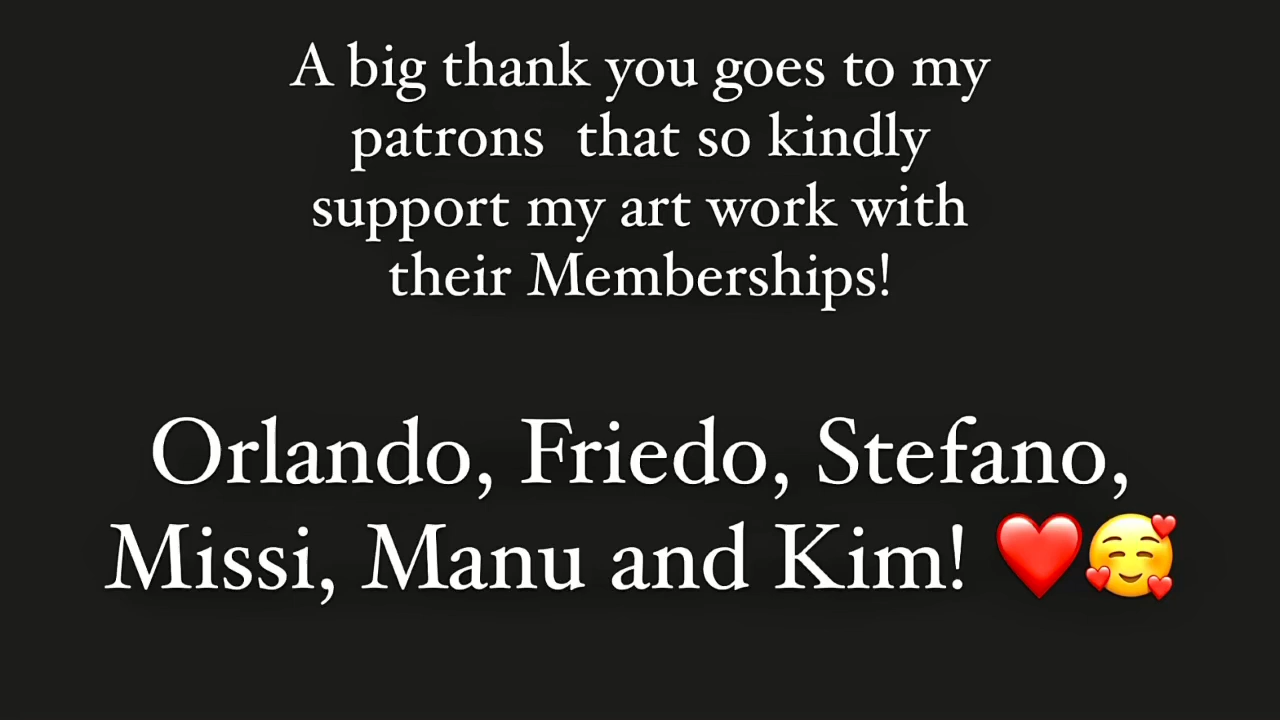 A big thank you goes to my
patrons  that so kindly
support my art work with
their Memberships!
Orlando, Friedo, Stefano,
Missi, Manu and Kim! ❤️🥰